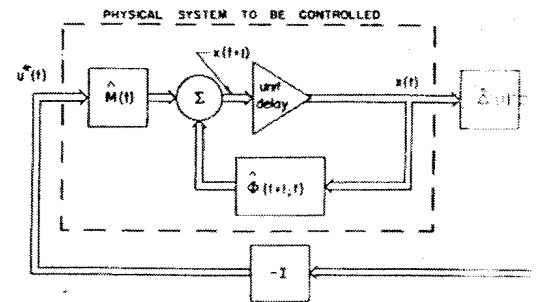 PHYSICAL SYSTEM TO BE CONTROLLED
u*(t)
x(t+1)
x(t)
M̂(t)
Σ
unit
delay
Φ̂(t+1,t)
-I